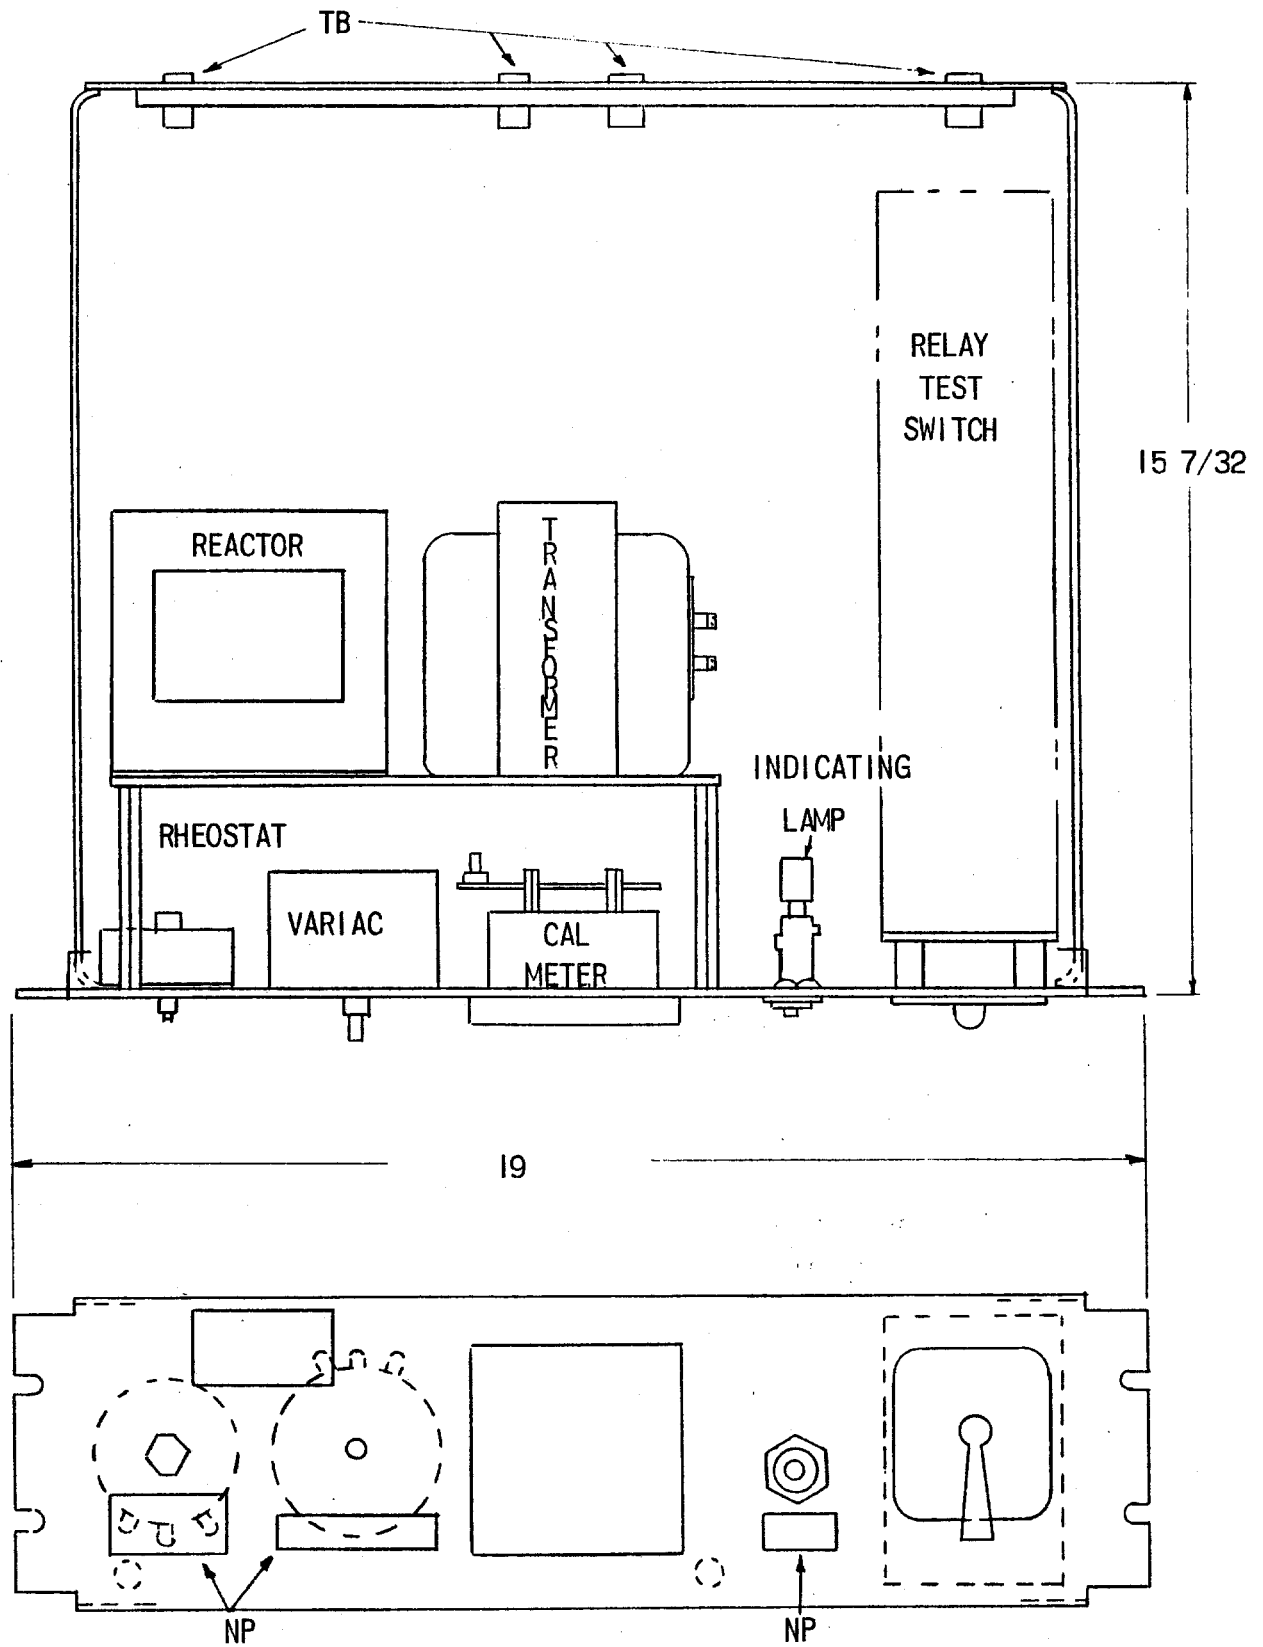 TB
RELAY
TEST
SWITCH
15 7/32
REACTOR
TRANSFORMER
INDICATING
LAMP
RHEOSTAT
VARIAC
CAL
METER
19
NP
NP